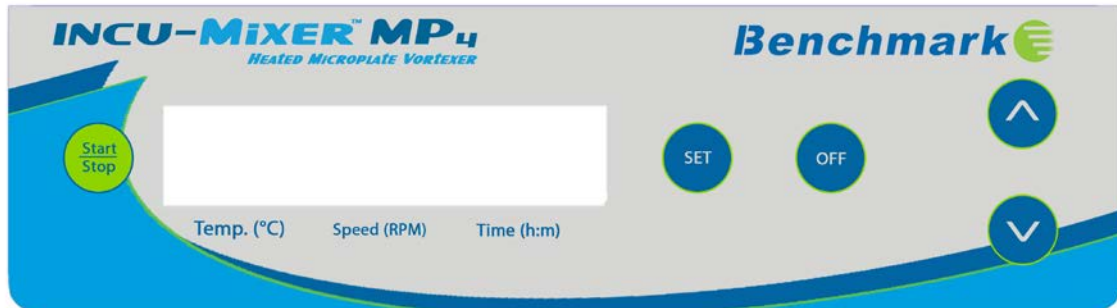 INCU-MiXER™ MP4
HEATED MICROPLATE VORTEXER
Benchmark
Start
Stop
SET
OFF
Temp. (°C)
Speed (RPM)
Time (h:m)